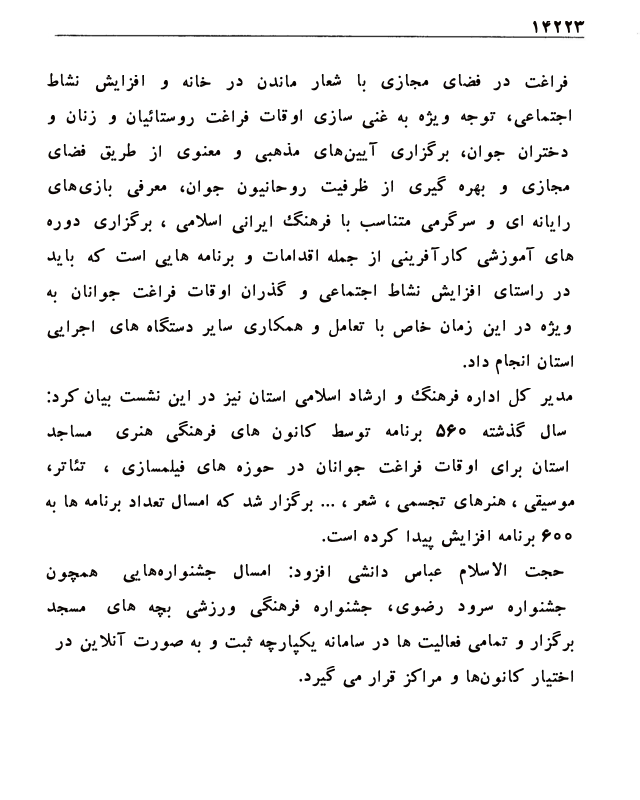 ۱۴۲۲۳
فراغت در فضای مجازی با شعار ماندن در خانه و افزایش نشاط
اجتماعی، توجه ویژه به غنی سازی اوقات فراغت روستائیان و زنان و
دختران جوان، برگزاری آیین‌های مذهبی و معنوی از طریق فضای
مجازی و بهره گیری از ظرفیت روحانیون جوان، معرفی بازی‌های
رایانه ای و سرگرمی متناسب با فرهنگ ایرانی اسلامی ، برگزاری دوره
های آموزشی کارآفرینی از جمله اقدامات و برنامه هایی است که باید
در راستای افزایش نشاط اجتماعی و گذران اوقات فراغت جوانان به
ویژه در این زمان خاص با تعامل و همکاری سایر دستگاه های اجرایی
استان انجام داد.
مدیر کل اداره فرهنگ و ارشاد اسلامی استان نیز در این نشست بیان کرد:
سال گذشته ۵۶۰ برنامه توسط کانون های فرهنگی هنری مساجد
استان برای اوقات فراغت جوانان در حوزه های فیلمسازی ، تئاتر،
موسیقی ، هنرهای تجسمی ، شعر ، ... برگزار شد که امسال تعداد برنامه ها به
۶۰۰ برنامه افزایش پیدا کرده است.
حجت الاسلام عباس دانشی افزود: امسال جشنواره‌هایی همچون
جشنواره سرود رضوی، جشنواره فرهنگی ورزشی بچه های مسجد
برگزار و تمامی فعالیت ها در سامانه یکپارچه ثبت و به صورت آنلاین در
اختیار کانون‌ها و مراکز قرار می گیرد.